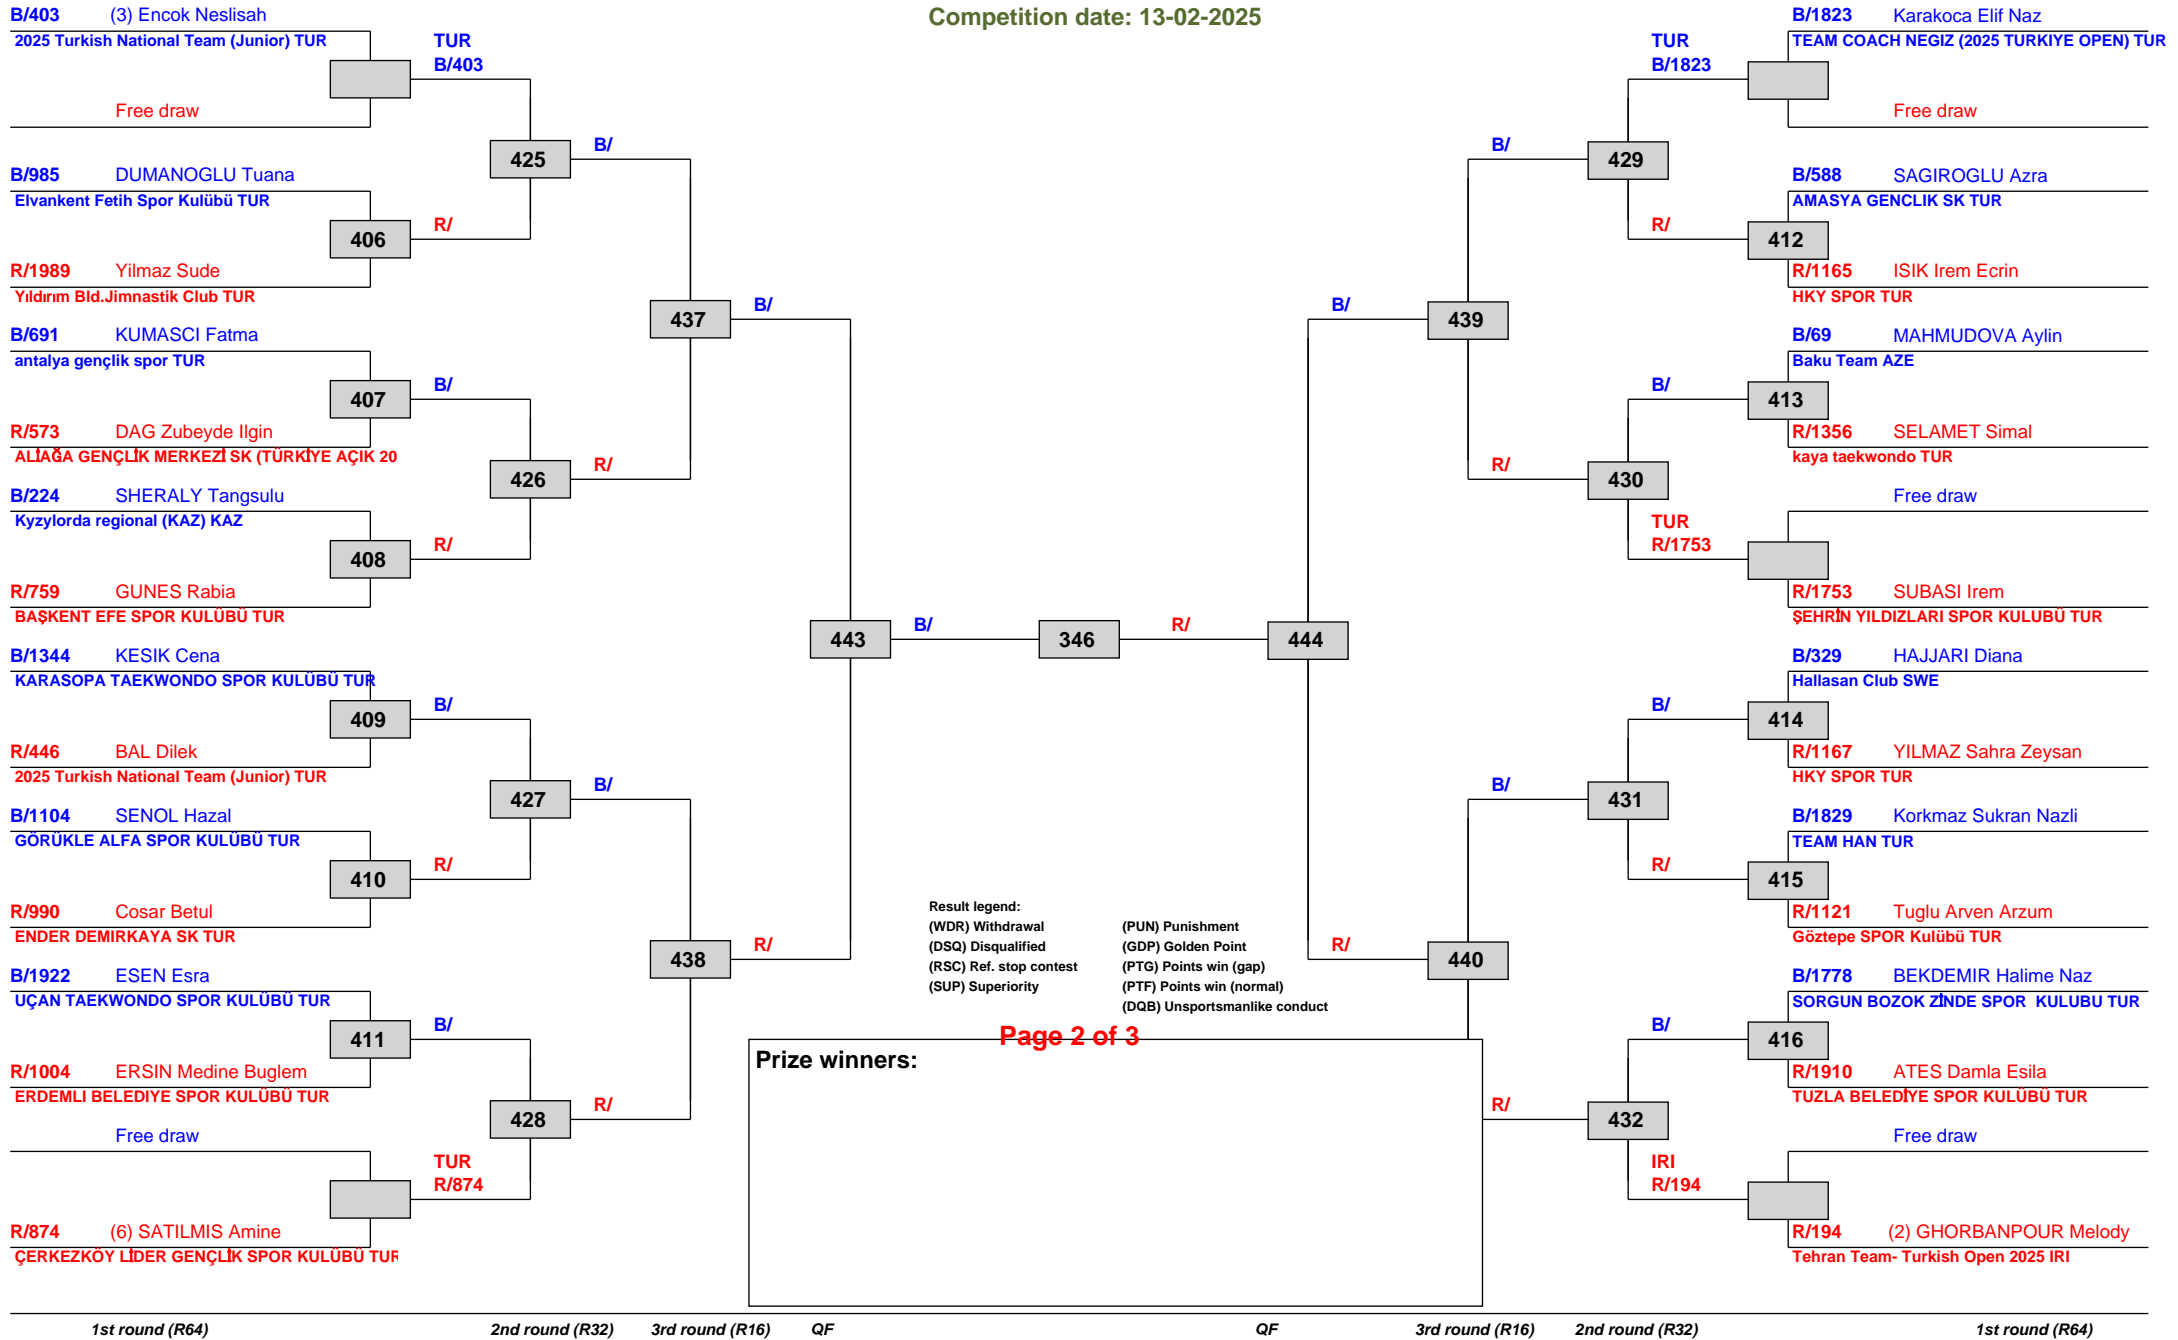 Competition date: 13-02-2025
B/403 (3) Encok Neslisah
2025 Turkish National Team (Junior) TUR
TUR
B/403
Free draw
425
B/
B/985 DUMANOGLU Tuana
Elvankent Fetih Spor Kulübü TUR
406
R/
R/1989 Yilmaz Sude
Yıldırım Bld.Jimnastik Club TUR
437
B/
B/691 KUMASCI Fatma
antalya gençlik spor TUR
407
B/
R/573 DAG Zubeyde Ilgin
ALİAĞA GENÇLİK MERKEZİ SK (TÜRKİYE AÇIK 20
426
R/
B/224 SHERALY Tangsulu
Kyzylorda regional (KAZ) KAZ
408
R/
R/759 GUNES Rabia
BAŞKENT EFE SPOR KULÜBÜ TUR
443
B/
346
R/
444
B/1344 KESIK Cena
KARASOPA TAEKWONDO SPOR KULÜBÜ TUR
409
B/
R/446 BAL Dilek
2025 Turkish National Team (Junior) TUR
427
B/
B/1104 SENOL Hazal
GÖRÜKLE ALFA SPOR KULÜBÜ TUR
410
R/
R/990 Cosar Betul
ENDER DEMIRKAYA SK TUR
438
R/
B/1922 ESEN Esra
UÇAN TAEKWONDO SPOR KULÜBÜ TUR
411
B/
R/1004 ERSIN Medine Buglem
ERDEMLI BELEDIYE SPOR KULÜBÜ TUR
428
R/
Free draw
TUR
R/874
R/874 (6) SATILMIS Amine
ÇERKEZKÖY LİDER GENÇLİK SPOR KULÜBÜ TUR
B/1823 Karakoca Elif Naz
TEAM COACH NEGIZ (2025 TURKIYE OPEN) TUR
TUR
B/1823
Free draw
B/
429
B/588 SAGIROGLU Azra
AMASYA GENCLIK SK TUR
R/
412
R/1165 ISIK Irem Ecrin
HKY SPOR TUR
B/
439
B/69 MAHMUDOVA Aylin
Baku Team AZE
B/
413
R/1356 SELAMET Simal
kaya taekwondo TUR
R/
430
Free draw
TUR
R/1753
R/1753 SUBASI Irem
ŞEHRİN YILDIZLARI SPOR KULUBÜ TUR
B/329 HAJJARI Diana
Hallasan Club SWE
B/
414
R/1167 YILMAZ Sahra Zeysan
HKY SPOR TUR
B/
431
B/1829 Korkmaz Sukran Nazli
TEAM HAN TUR
R/
415
R/1121 Tuglu Arven Arzum
Göztepe SPOR Kulübü TUR
R/
440
B/1778 BEKDEMIR Halime Naz
SORGUN BOZOK ZİNDE SPOR KULUBU TUR
B/
416
R/1910 ATES Damla Esila
TUZLA BELEDİYE SPOR KULÜBÜ TUR
R/
432
Free draw
IRI
R/194
R/194 (2) GHORBANPOUR Melody
Tehran Team- Turkish Open 2025 IRI
Result legend:
(WDR) Withdrawal (PUN) Punishment
(DSQ) Disqualified (GDP) Golden Point
(RSC) Ref. stop contest (PTG) Points win (gap)
(SUP) Superiority (PTF) Points win (normal)
(DQB) Unsportsmanlike conduct
Page 2 of 3
Prize winners:
1st round (R64) 2nd round (R32) 3rd round (R16) QF QF 3rd round (R16) 2nd round (R32) 1st round (R64)